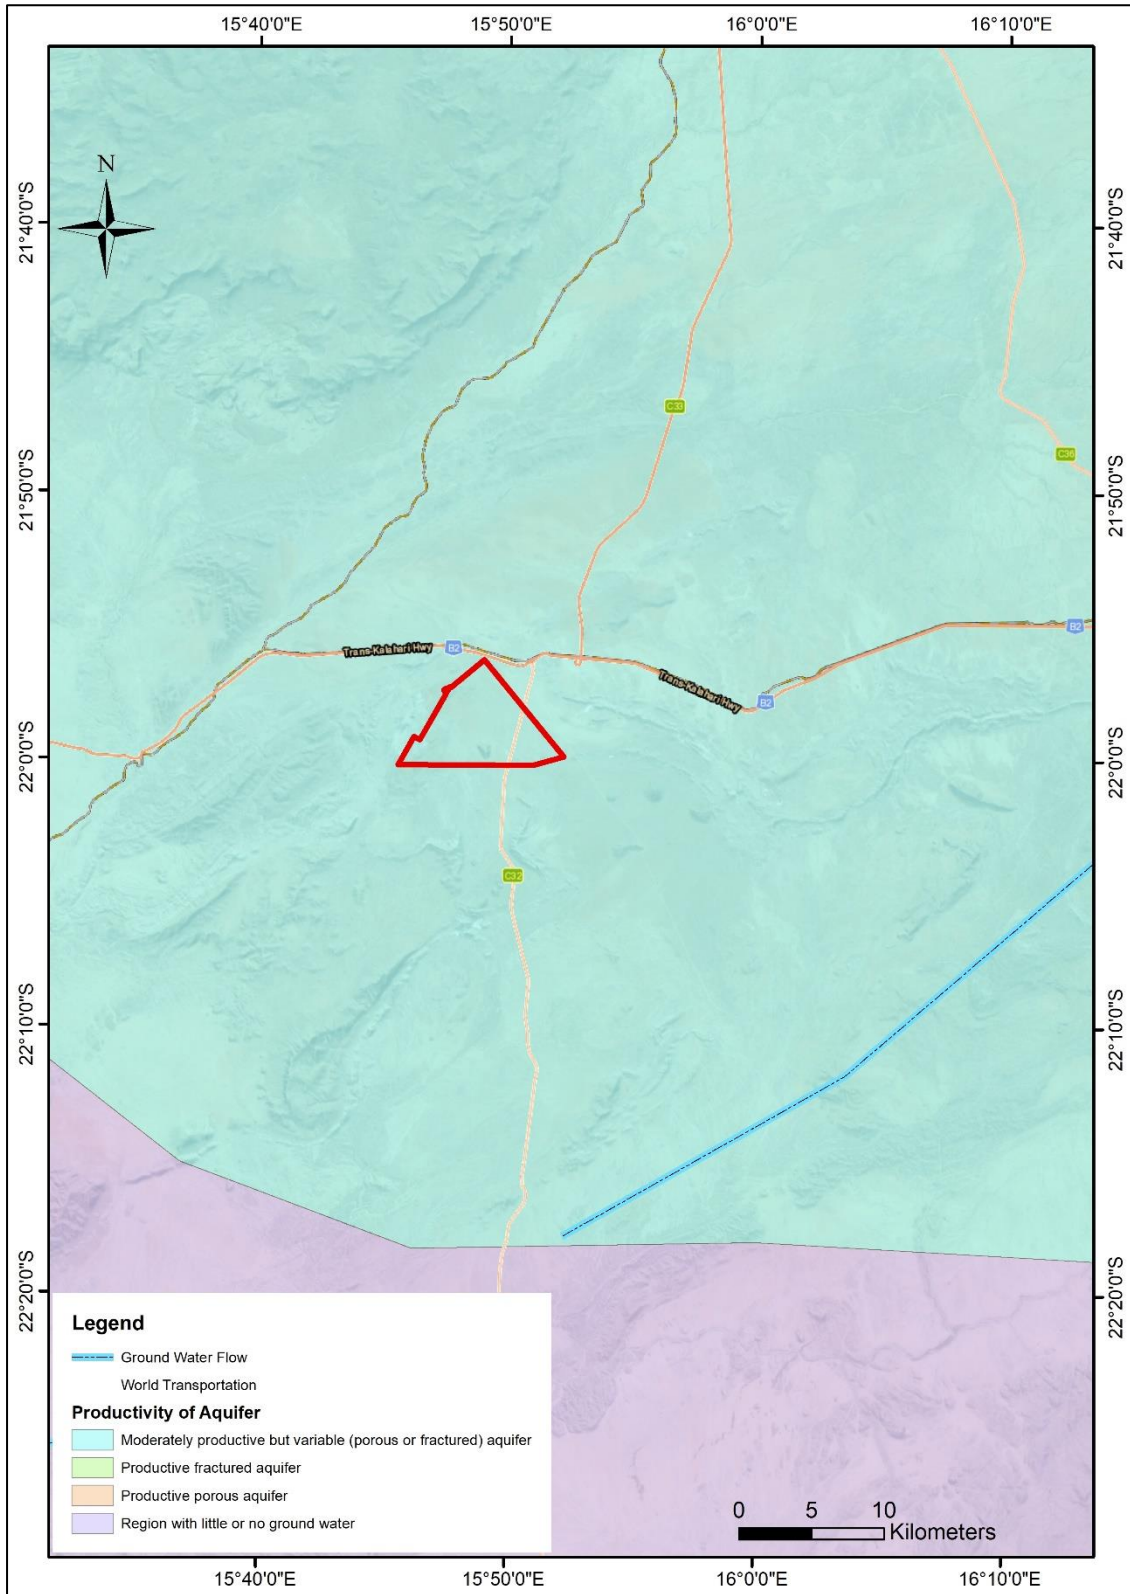 15°40'0"E 15°50'0"E 16°0'0"E 16°10'0"E
N
21°40'0"S 21°40'0"S
C33
C36
21°50'0"S 21°50'0"S
Trans-Kalahari Hwy B2 B2
Trans-Kalahari Hwy B2
22°0'0"S 22°0'0"S
C32
22°10'0"S 22°10'0"S
22°20'0"S 22°20'0"S
Legend
Ground Water Flow
World Transportation
Productivity of Aquifer
Moderately productive but variable (porous or fractured) aquifer
Productive fractured aquifer
Productive porous aquifer
Region with little or no ground water
0 5 10
Kilometers
15°40'0"E 15°50'0"E 16°0'0"E 16°10'0"E